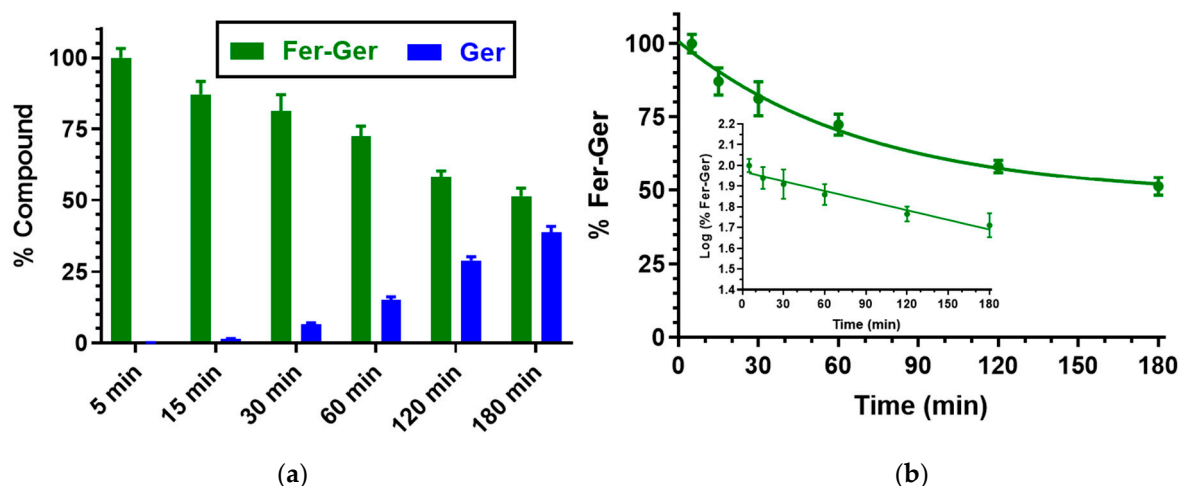 Fer-Ger Ger
% Compound
100
75
50
25
0
5 min 15 min 30 min 60 min 120 min 180 min
(a)
% Fer-Ger
100
75
50
25
0
0 30 60 90 120 150 180
Time (min)
Log (% Fer-Ger)
2.2
2.1
2.0
1.9
1.8
1.7
1.6
1.5
1.4
0 30 60 90 120 150 180
Time (min)
(b)